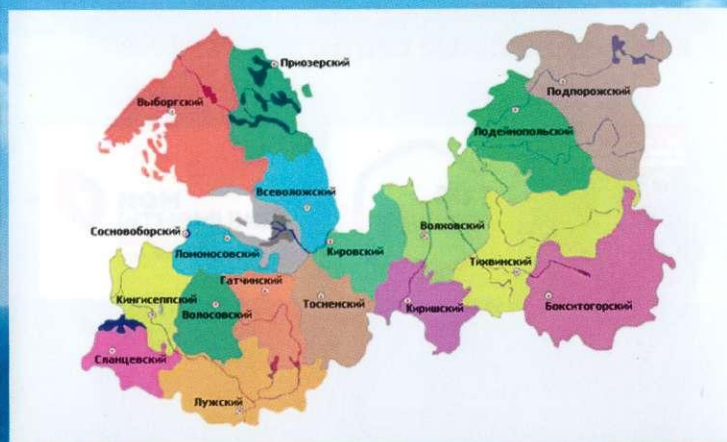 Приозерский
Выборгский
Подпорожский
Лодейнопольский
Всеволожский
Сосновоборский
Волховский
Ломоносовский
Кировский
Тихвинский
Гатчинский
Кингисеппский
Волосовский
Тосненский
Киришский
Бокситогорский
Сланцевский
Лужский